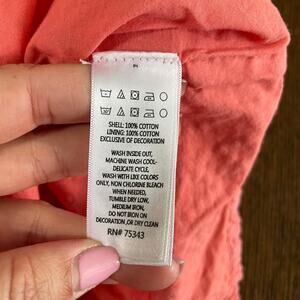 SHELL: 100% COTTON
LINING: 100% COTTON
EXCLUSIVE OF DECORATION
WASH INSIDE OUT,
MACHINE WASH COOL-
DELICATE CYCLE,
WASH WITH LIKE COLORS
ONLY, NON CHLORINE BLEACH
WHEN NEEDED,
TUMBLE DRY LOW,
MEDIUM IRON,
DO NOT IRON ON
DECORATION ,OR DRY CLEAN
RN# 75343